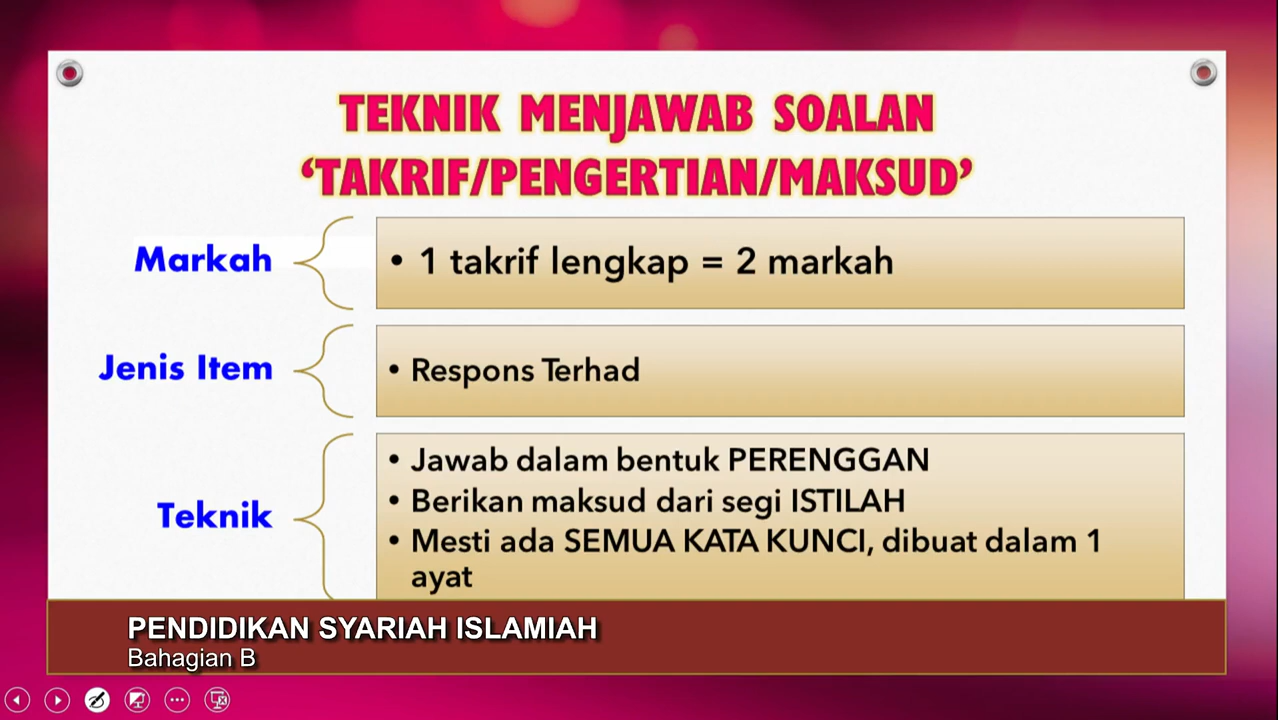 TEKNIK MENJAWAB SOALAN
‘TAKRIF/PENGERTIAN/MAKSUD’
Markah
• 1 takrif lengkap = 2 markah
Jenis Item
• Respons Terhad
Teknik
• Jawab dalam bentuk PERENGGAN
• Berikan maksud dari segi ISTILAH
• Mesti ada SEMUA KATA KUNCI, dibuat dalam 1
ayat
PENDIDIKAN SYARIAH ISLAMIAH
Bahagian B